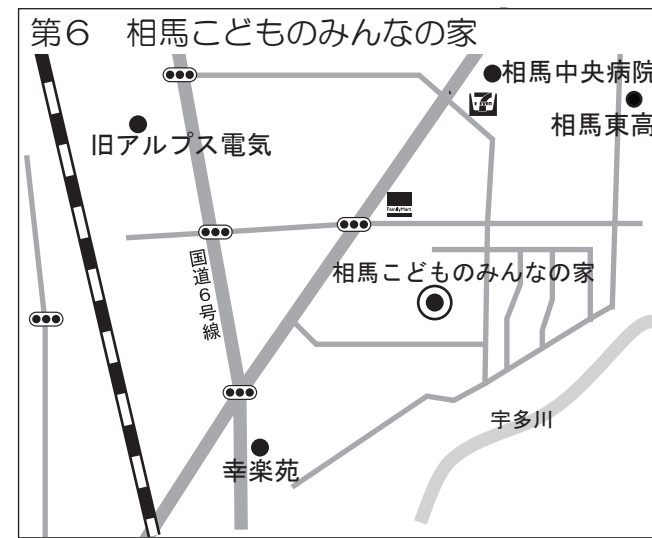 第6　相馬こどものみんなの家
相馬中央病院
相馬東高
旧アルプス電気
FamilyMart
国道6号線
相馬こどものみんなの家
宇多川
幸楽苑